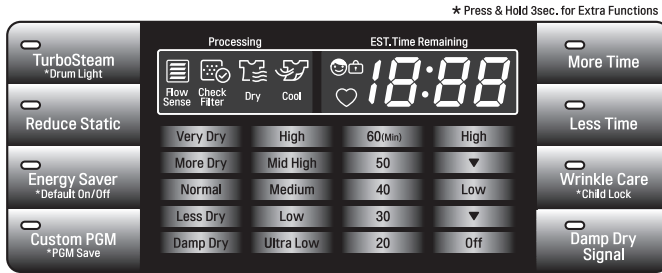 * Press & Hold 3sec. for Extra Functions
TurboSteam
*Drum Light
Reduce Static
Energy Saver
*Default On/Off
Custom PGM
*PGM Save
Processing
EST.Time Remaining
Flow Sense
Check Filter
Dry
Cool
18:88
Very Dry High 60(Min) High
More Dry Mid High 50 ▼
Normal Medium 40 Low
Less Dry Low 30 ▼
Damp Dry Ultra Low 20 Off
More Time
Less Time
Wrinkle Care
*Child Lock
Damp Dry
Signal